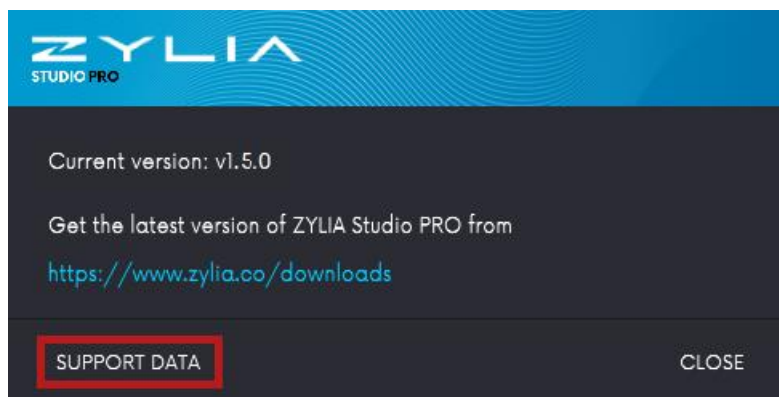 ZYLIA
STUDIO PRO
Current version: v1.5.0
Get the latest version of ZYLIA Studio PRO from
https://www.zylia.co/downloads
SUPPORT DATA
CLOSE